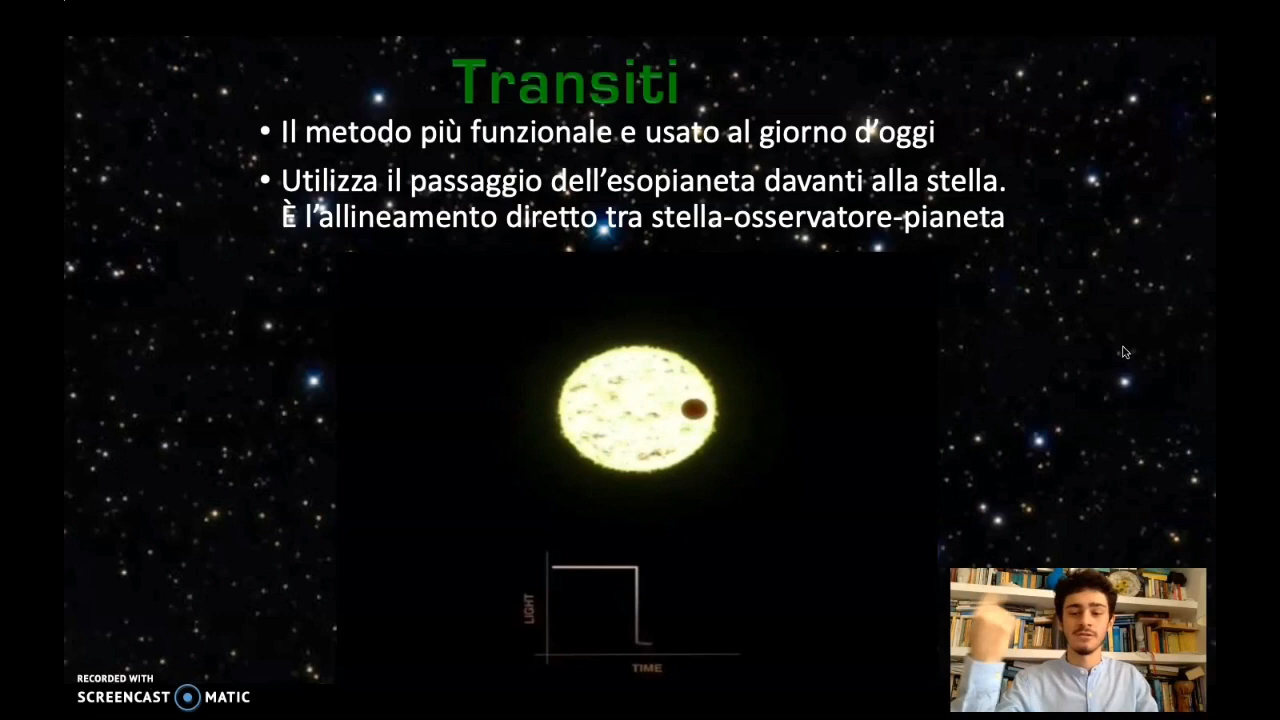 Transiti
• Il metodo più funzionale e usato al giorno d’oggi
• Utilizza il passaggio dell’esopianeta davanti alla stella.
È l’allineamento diretto tra stella-osservatore-pianeta
LIGHT
TIME
RECORDED WITH
SCREENCAST MATIC